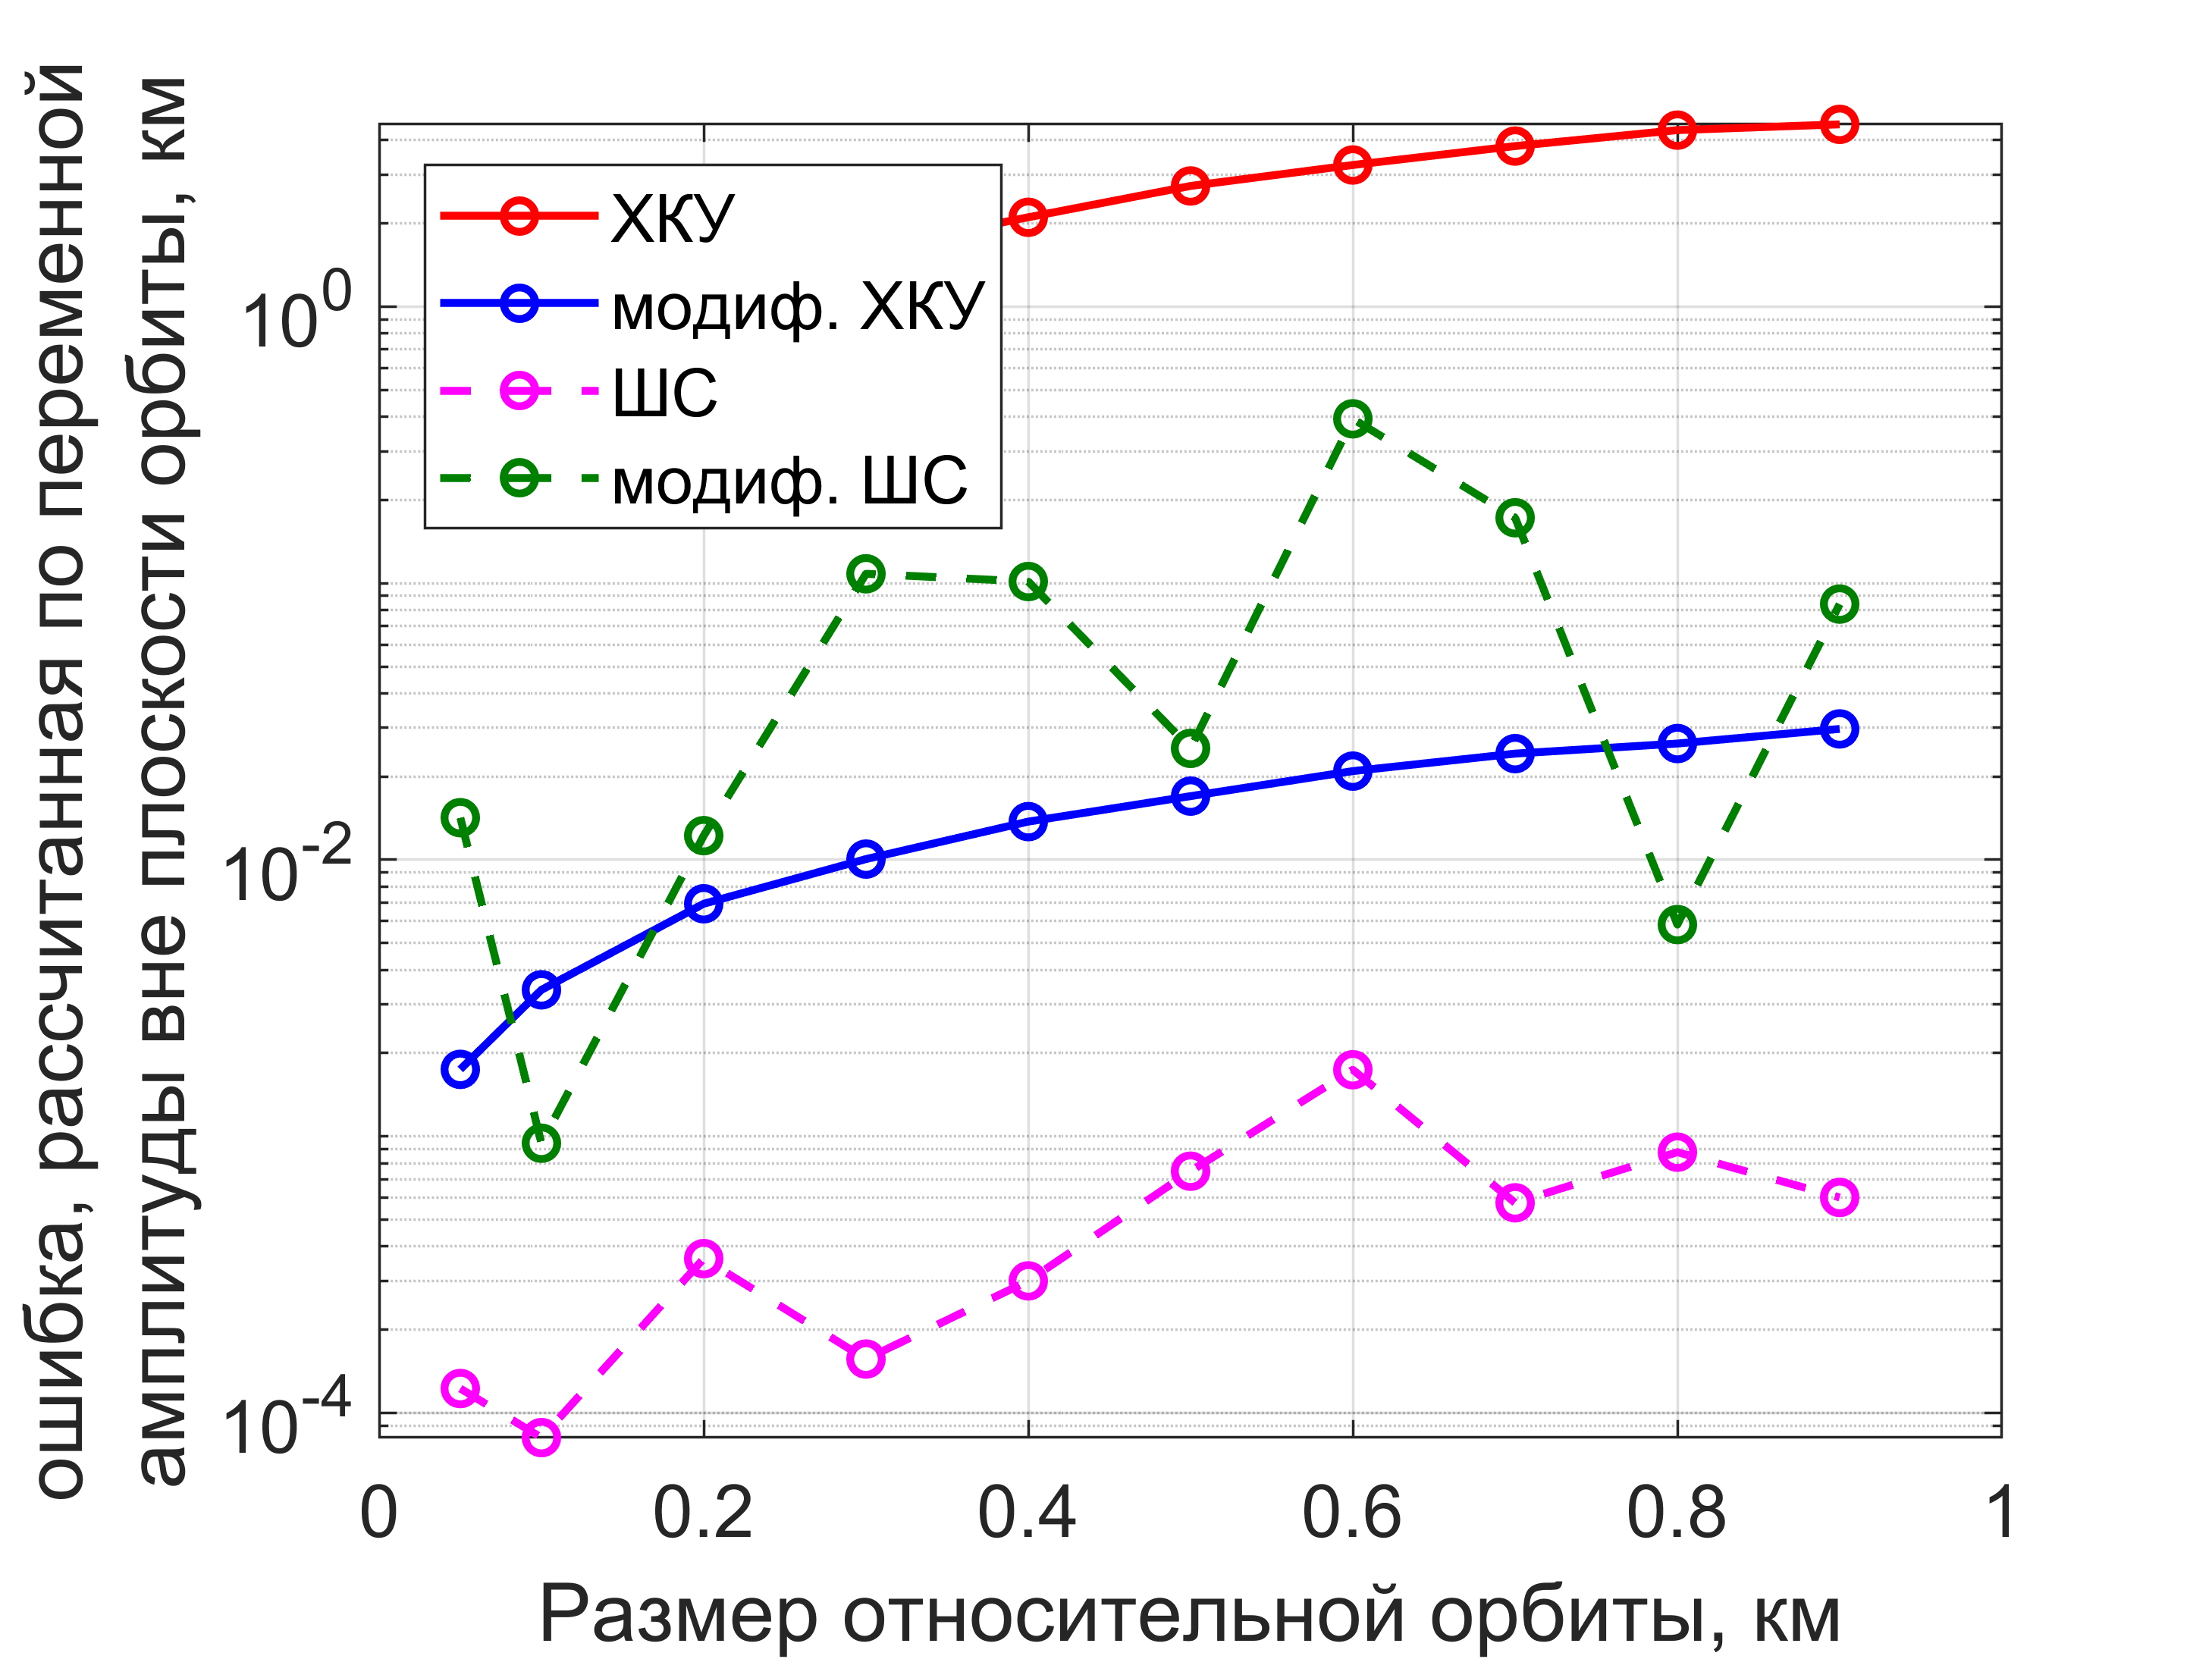 ошибка, рассчитанная по переменной
амплитуды вне плоскости орбиты, км
10^0
10^-2
10^-4
ХКУ
модиф. ХКУ
ШС
модиф. ШС
0 0.2 0.4 0.6 0.8 1
Размер относительной орбиты, км